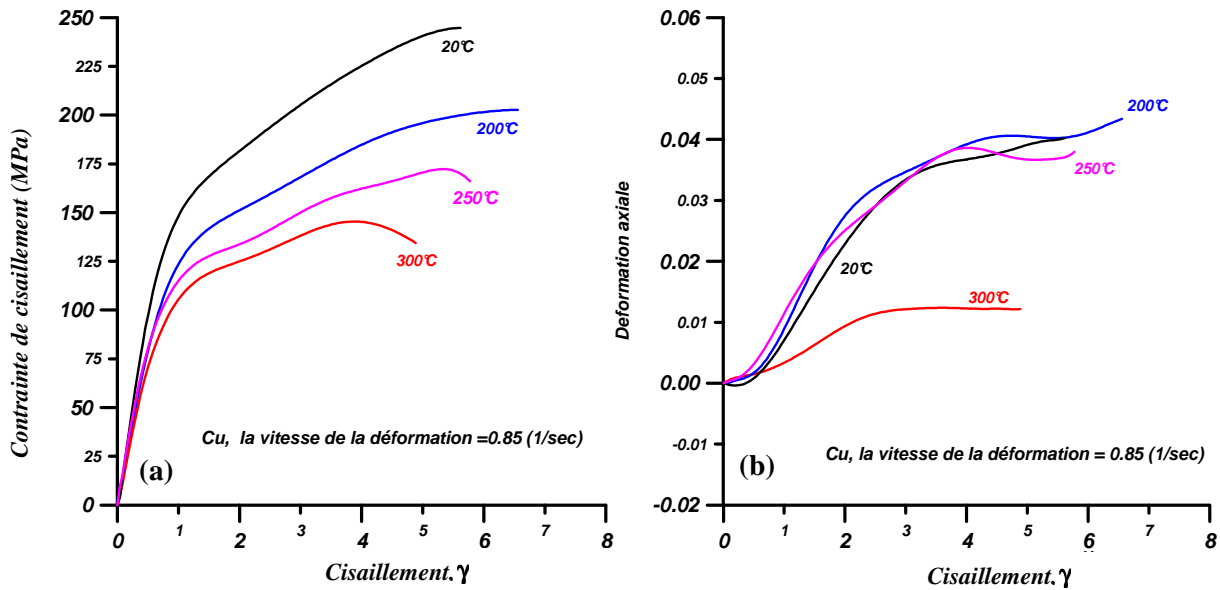 250
225
200
175
150
125
100
75
50
25
0
Contrainte de cisaillement (MPa)
20°C
200°C
250°C
300°C
Cu, la vitesse de la déformation =0.85 (1/sec)
(a)
0 1 2 3 4 5 6 7 8
Cisaillement, γ
0.06
0.05
0.04
0.03
0.02
0.01
0.00
-0.01
-0.02
Deformation axiale
200°C
250°C
20°C
300°C
Cu, la vitesse de la déformation = 0.85 (1/sec)
(b)
0 1 2 3 4 5 6 7 8
Cisaillement, γ